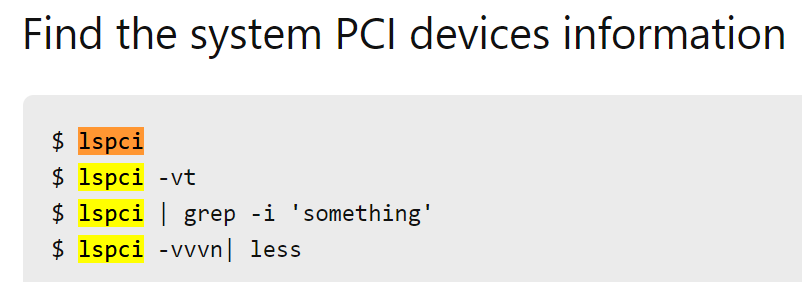 Find the system PCI devices information
$ lspci
$ lspci -vt
$ lspci | grep -i 'something'
$ lspci -vvvn| less